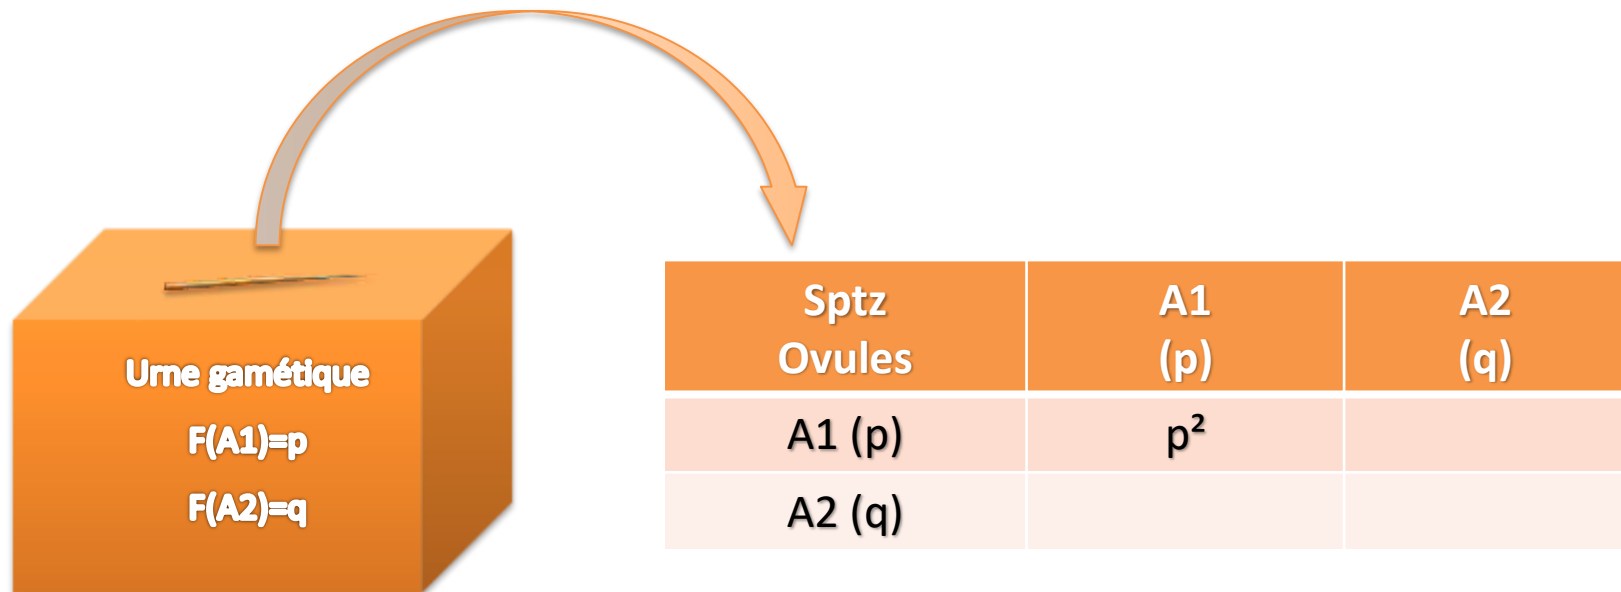 Urne gamétique
F(A1)=p
F(A2)=q
Sptz
Ovules
A1
(p)
A2
(q)
A1 (p)
p²
A2 (q)